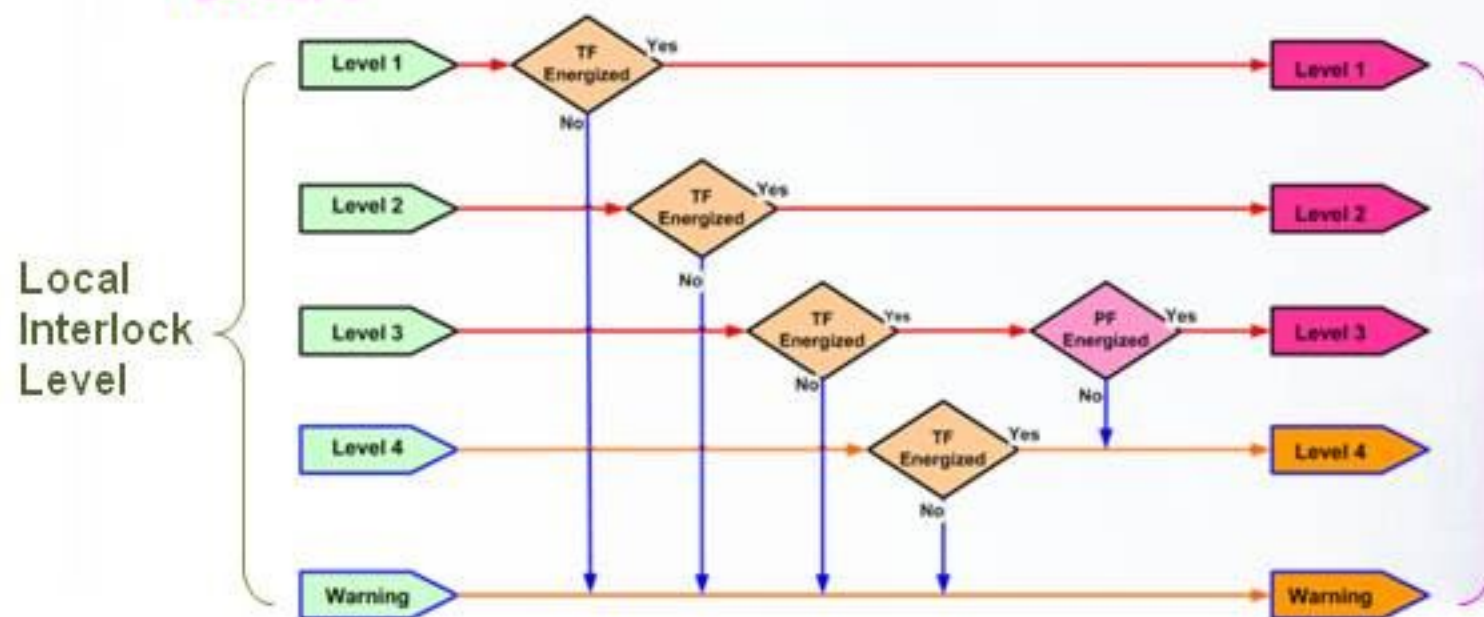 Level 1
TF
Energized
Yes
No
Level 1
Level 2
TF
Energized
Yes
No
Level 2
Local
Interlock
Level
Level 3
TF
Energized
Yes
No
PF
Energized
Yes
No
Level 3
Level 4
TF
Energized
Yes
No
Level 4
Warning
Warning